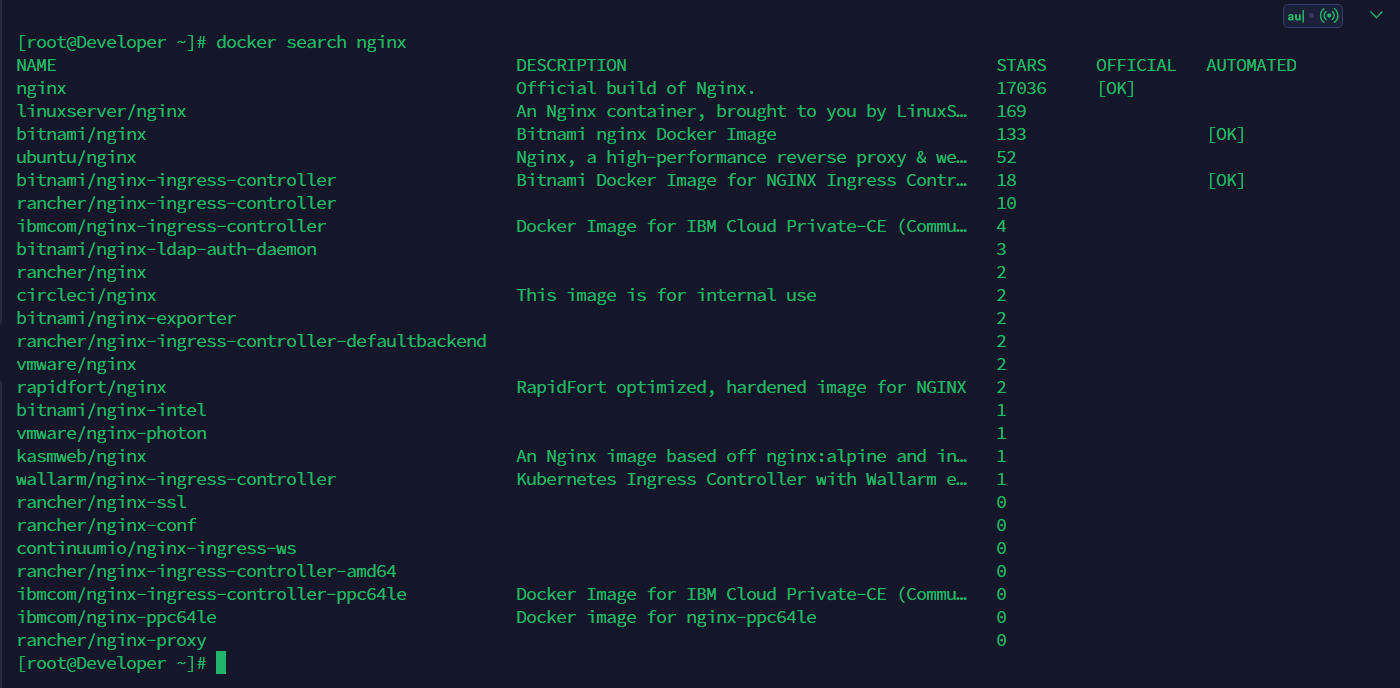 au|
[root@Developer ~]# docker search nginx
NAME DESCRIPTION STARS OFFICIAL AUTOMATED
nginx Official build of Nginx. 17036 [OK]
linuxserver/nginx An Nginx container, brought to you by LinuxS… 169
bitnami/nginx Bitnami nginx Docker Image 133 [OK]
ubuntu/nginx Nginx, a high-performance reverse proxy & we… 52
bitnami/nginx-ingress-controller Bitnami Docker Image for NGINX Ingress Contr… 18 [OK]
rancher/nginx-ingress-controller 10
ibmcom/nginx-ingress-controller Docker Image for IBM Cloud Private-CE (Commu… 4
bitnami/nginx-ldap-auth-daemon 3
rancher/nginx 2
circleci/nginx This image is for internal use 2
bitnami/nginx-exporter 2
rancher/nginx-ingress-controller-defaultbackend 2
vmware/nginx 2
rapidfort/nginx RapidFort optimized, hardened image for NGINX 2
bitnami/nginx-intel 1
vmware/nginx-photon 1
kasmweb/nginx An Nginx image based off nginx:alpine and in… 1
wallarm/nginx-ingress-controller Kubernetes Ingress Controller with Wallarm e… 1
rancher/nginx-ssl 0
rancher/nginx-conf 0
continuumio/nginx-ingress-ws 0
rancher/nginx-ingress-controller-amd64 0
ibmcom/nginx-ingress-controller-ppc64le Docker Image for IBM Cloud Private-CE (Commu… 0
ibmcom/nginx-ppc64le Docker image for nginx-ppc64le 0
rancher/nginx-proxy 0
[root@Developer ~]#